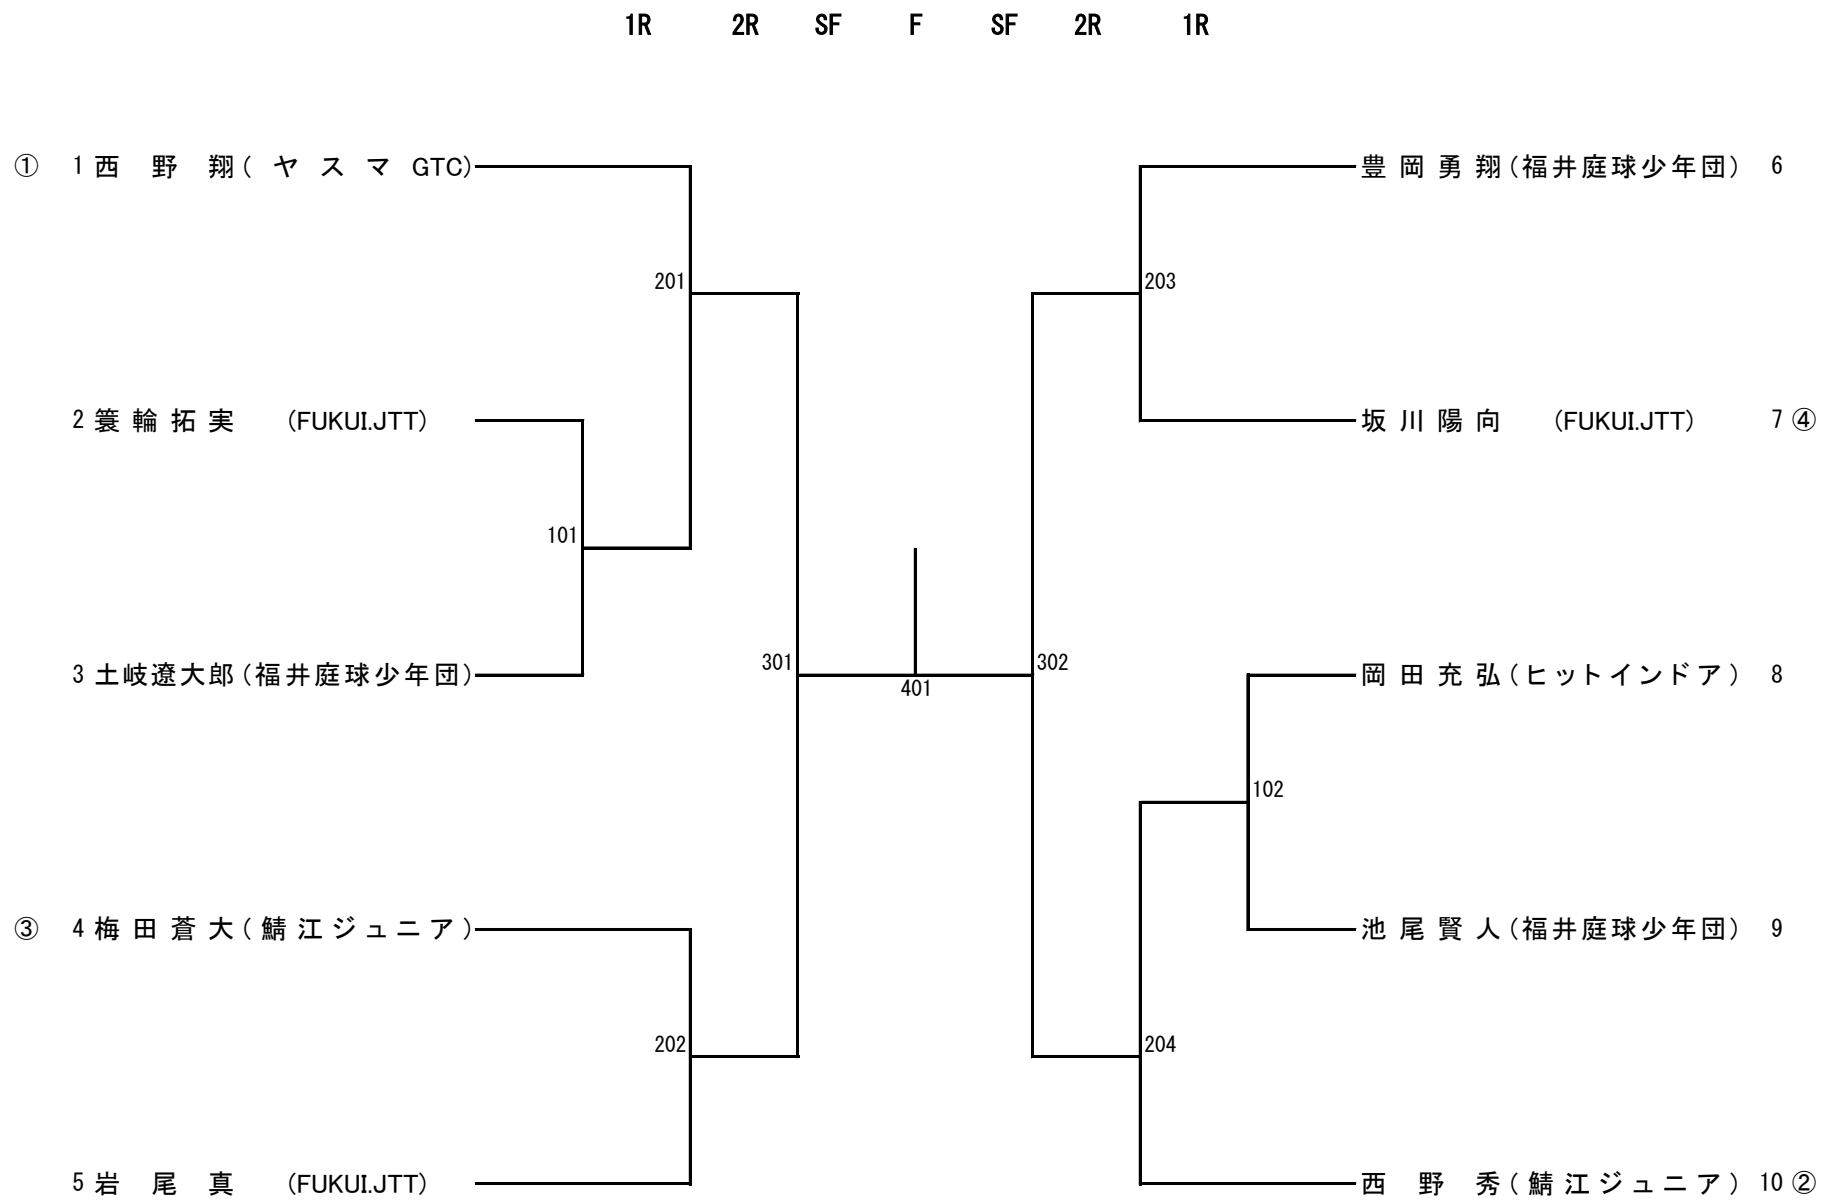 1R 2R SF F SF 2R 1R
① 1 西野翔(ヤスマGTC)
豊岡勇翔(福井庭球少年団) 6
201
203
2 簑輪拓実 (FUKUI.JTT)
坂川陽向 (FUKUI.JTT) 7 ④
101
301
302
3 土岐遼大郎(福井庭球少年団)
401
岡田充弘(ヒットインドア) 8
102
③ 4 梅田蒼大(鯖江ジュニア)
池尾賢人(福井庭球少年団) 9
202
204
5 岩尾真 (FUKUI.JTT)
西野秀(鯖江ジュニア) 10 ②